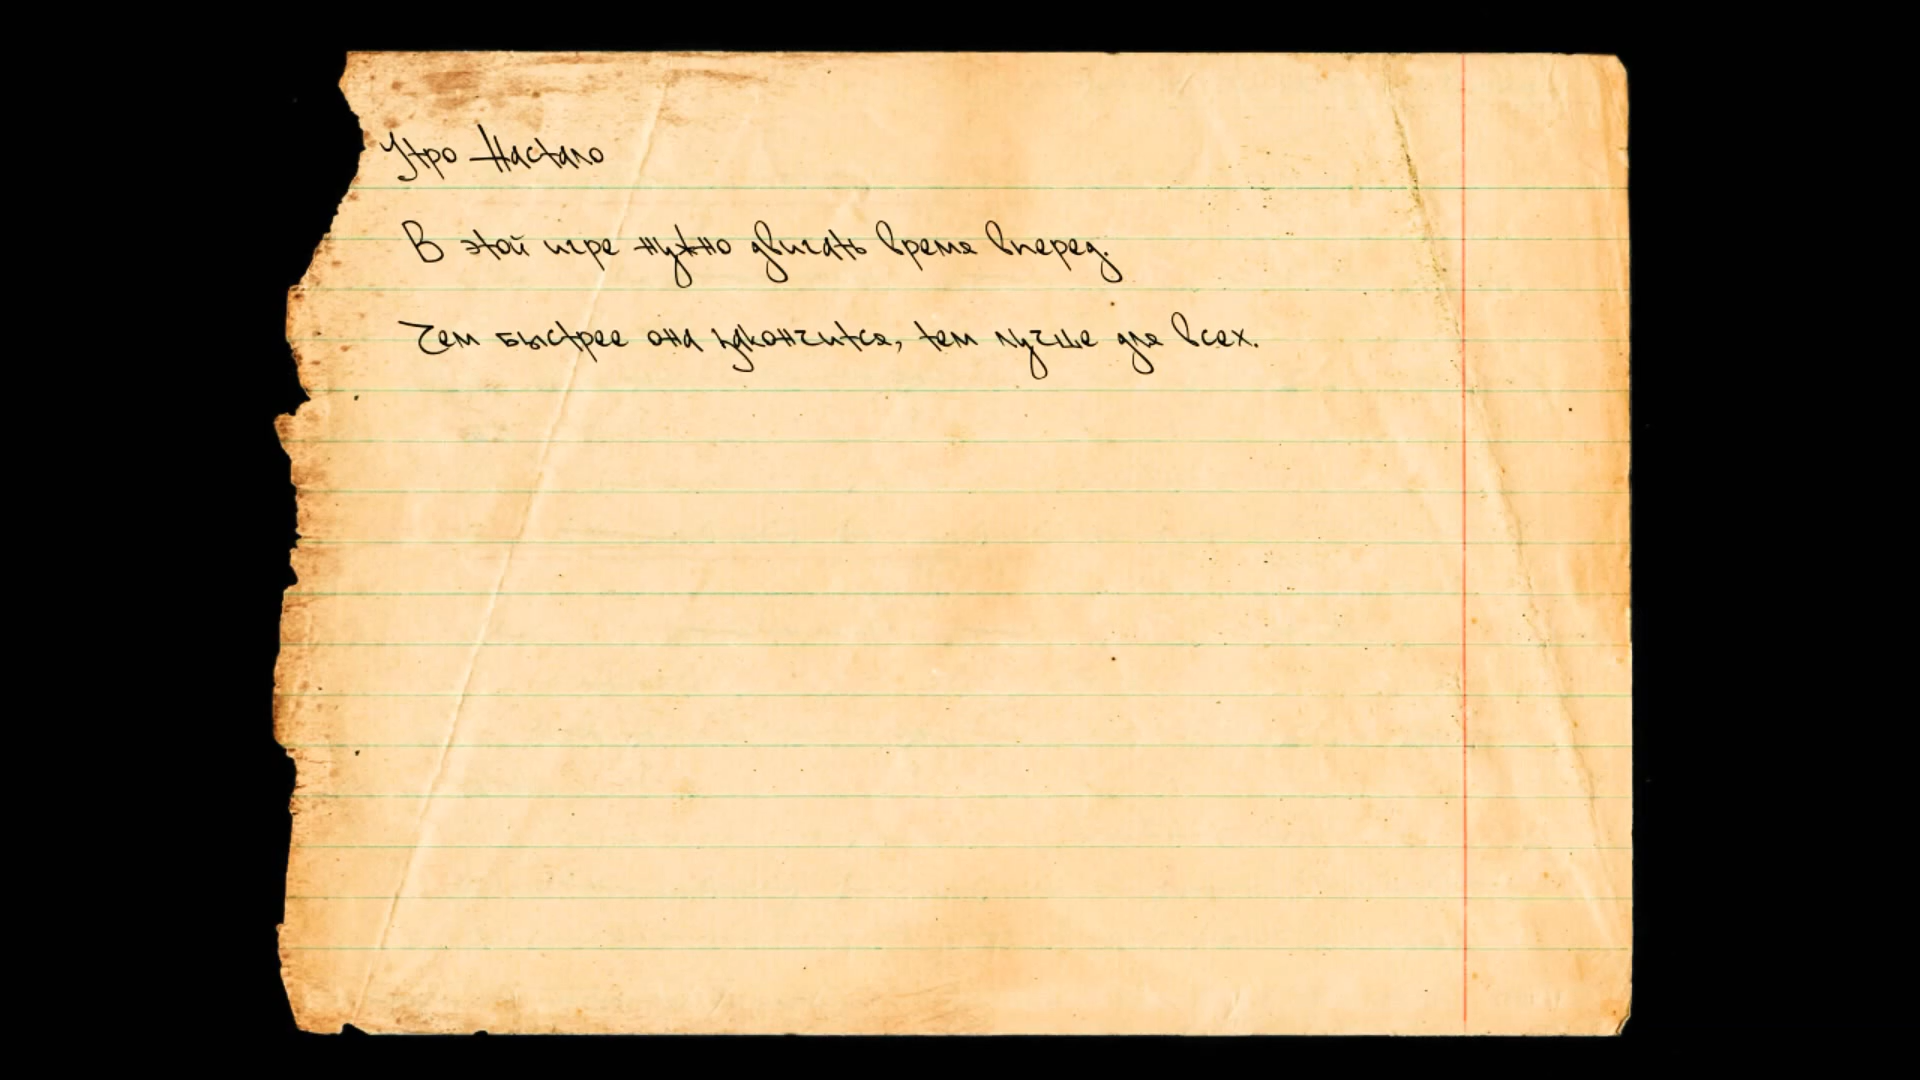 Утро Настало
В этой игре нужно двигать время вперед.
Чем быстрее она закончится, тем лучше для всех.